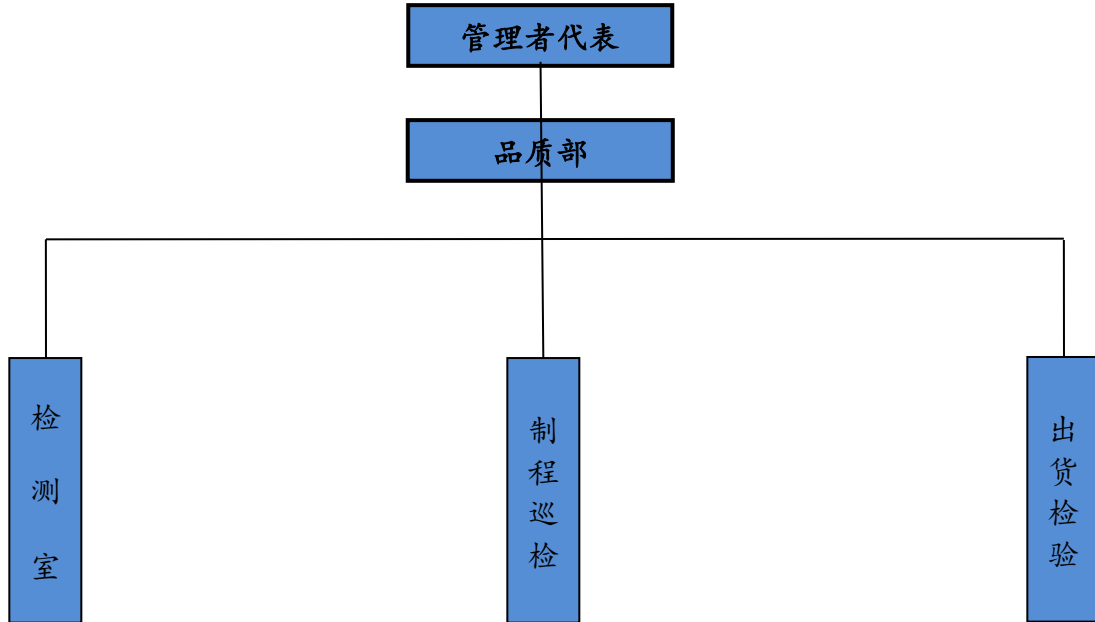 管理者代表
品质部
检测室
制程巡检
出货检验